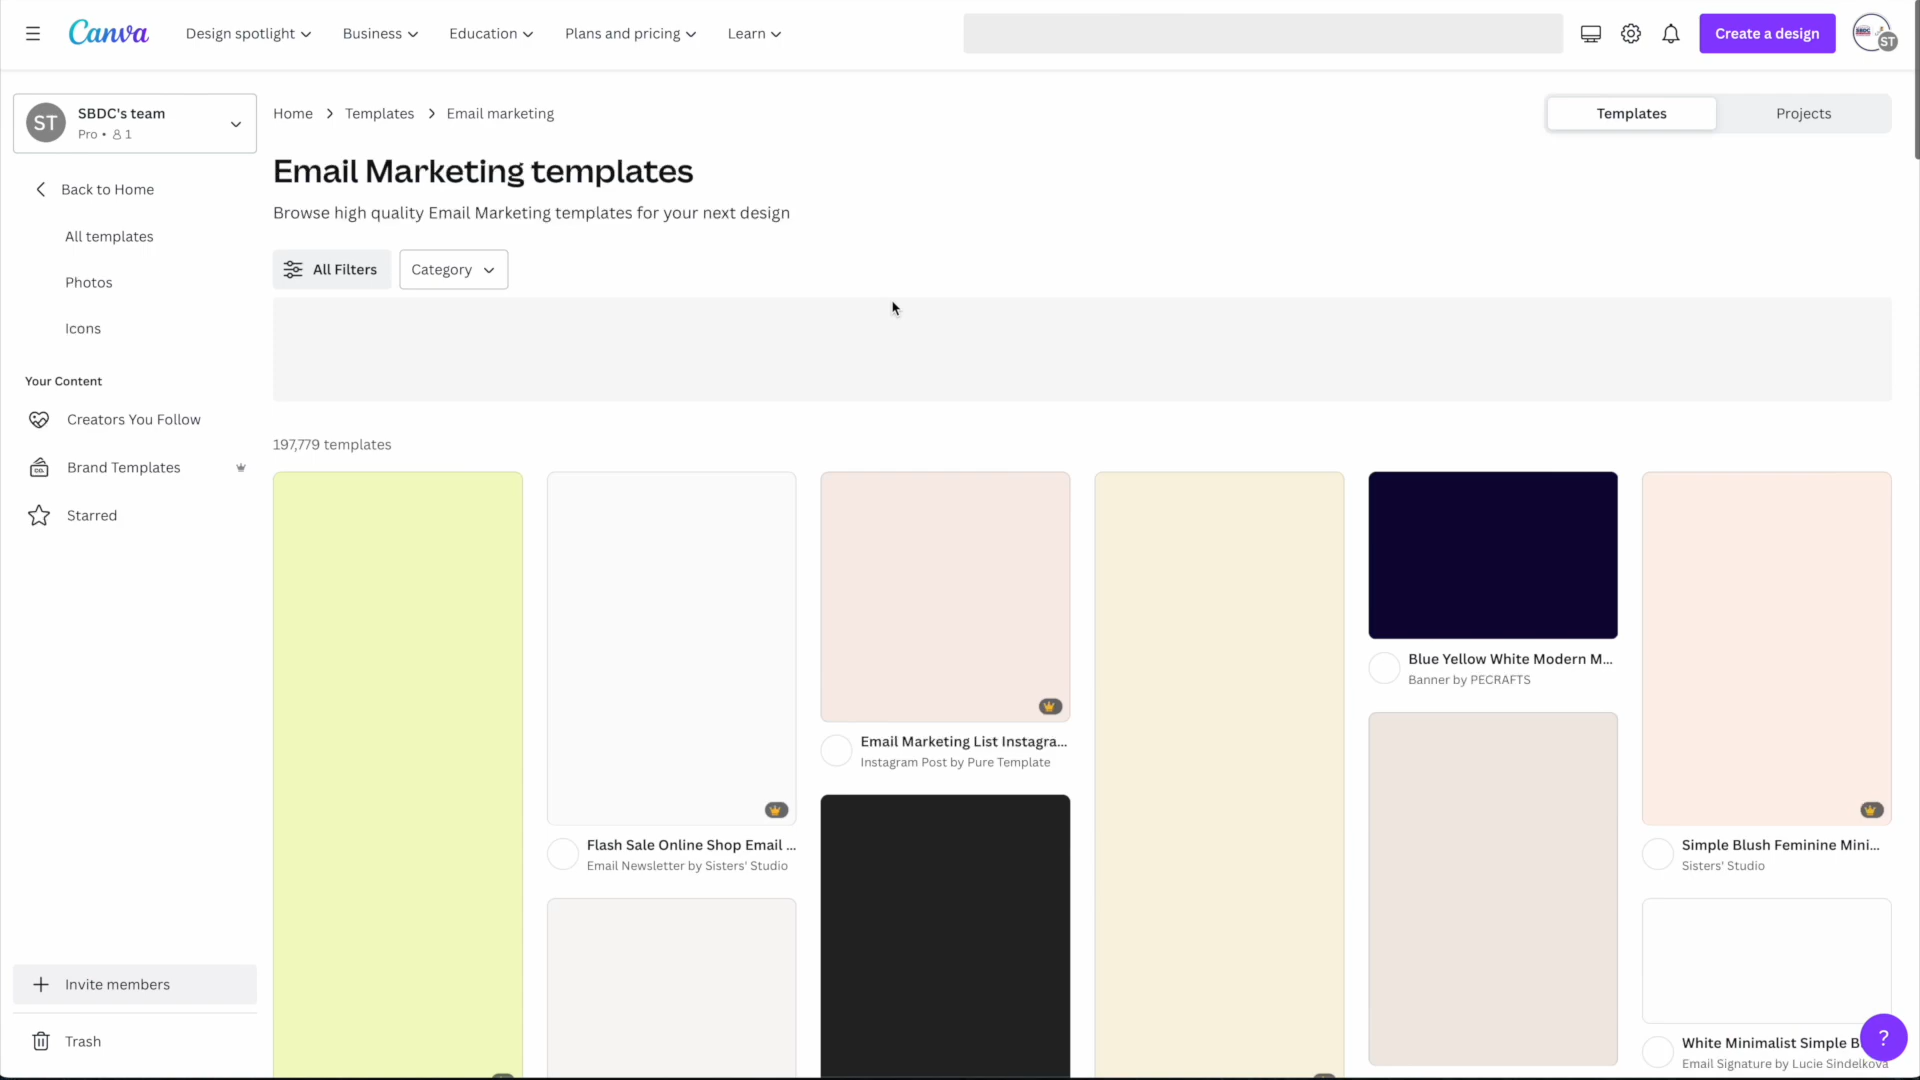 Canva
Design spotlight
Business
Education
Plans and pricing
Learn
Create a design
ST
ST
SBDC's team
Pro • 1
Home > Templates > Email marketing
Templates
Projects
Email Marketing templates
Browse high quality Email Marketing templates for your next design
Back to Home
All templates
Photos
Icons
All Filters
Category
Your Content
Creators You Follow
Brand Templates
Starred
197,779 templates
Blue Yellow White Modern M...
Banner by PECRAFTS
Email Marketing List Instagra...
Instagram Post by Pure Template
Flash Sale Online Shop Email ...
Email Newsletter by Sisters' Studio
Simple Blush Feminine Mini...
Sisters' Studio
White Minimalist Simple B
Email Signature by Lucie Sindelkova
?
Invite members
Trash